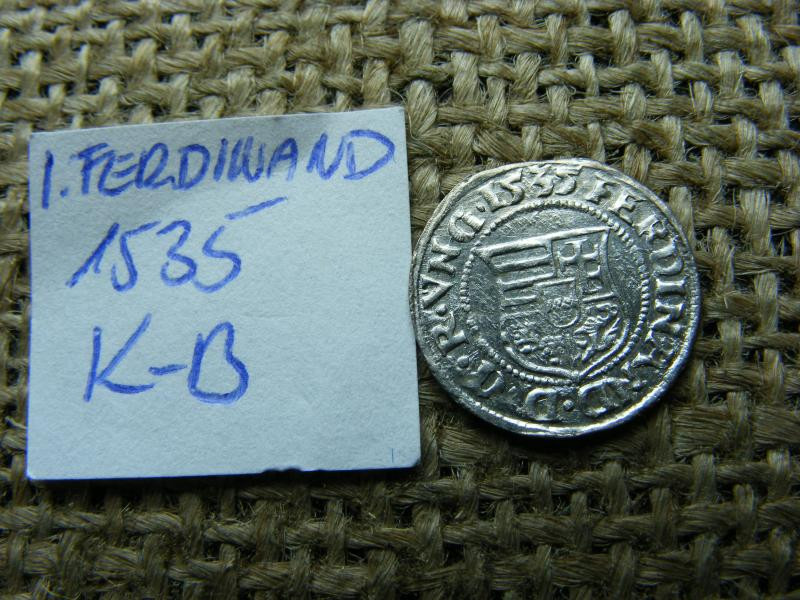 I. FERDINAND
1535
K-B
1535 FERDINAND · D · G · R · VNG ·